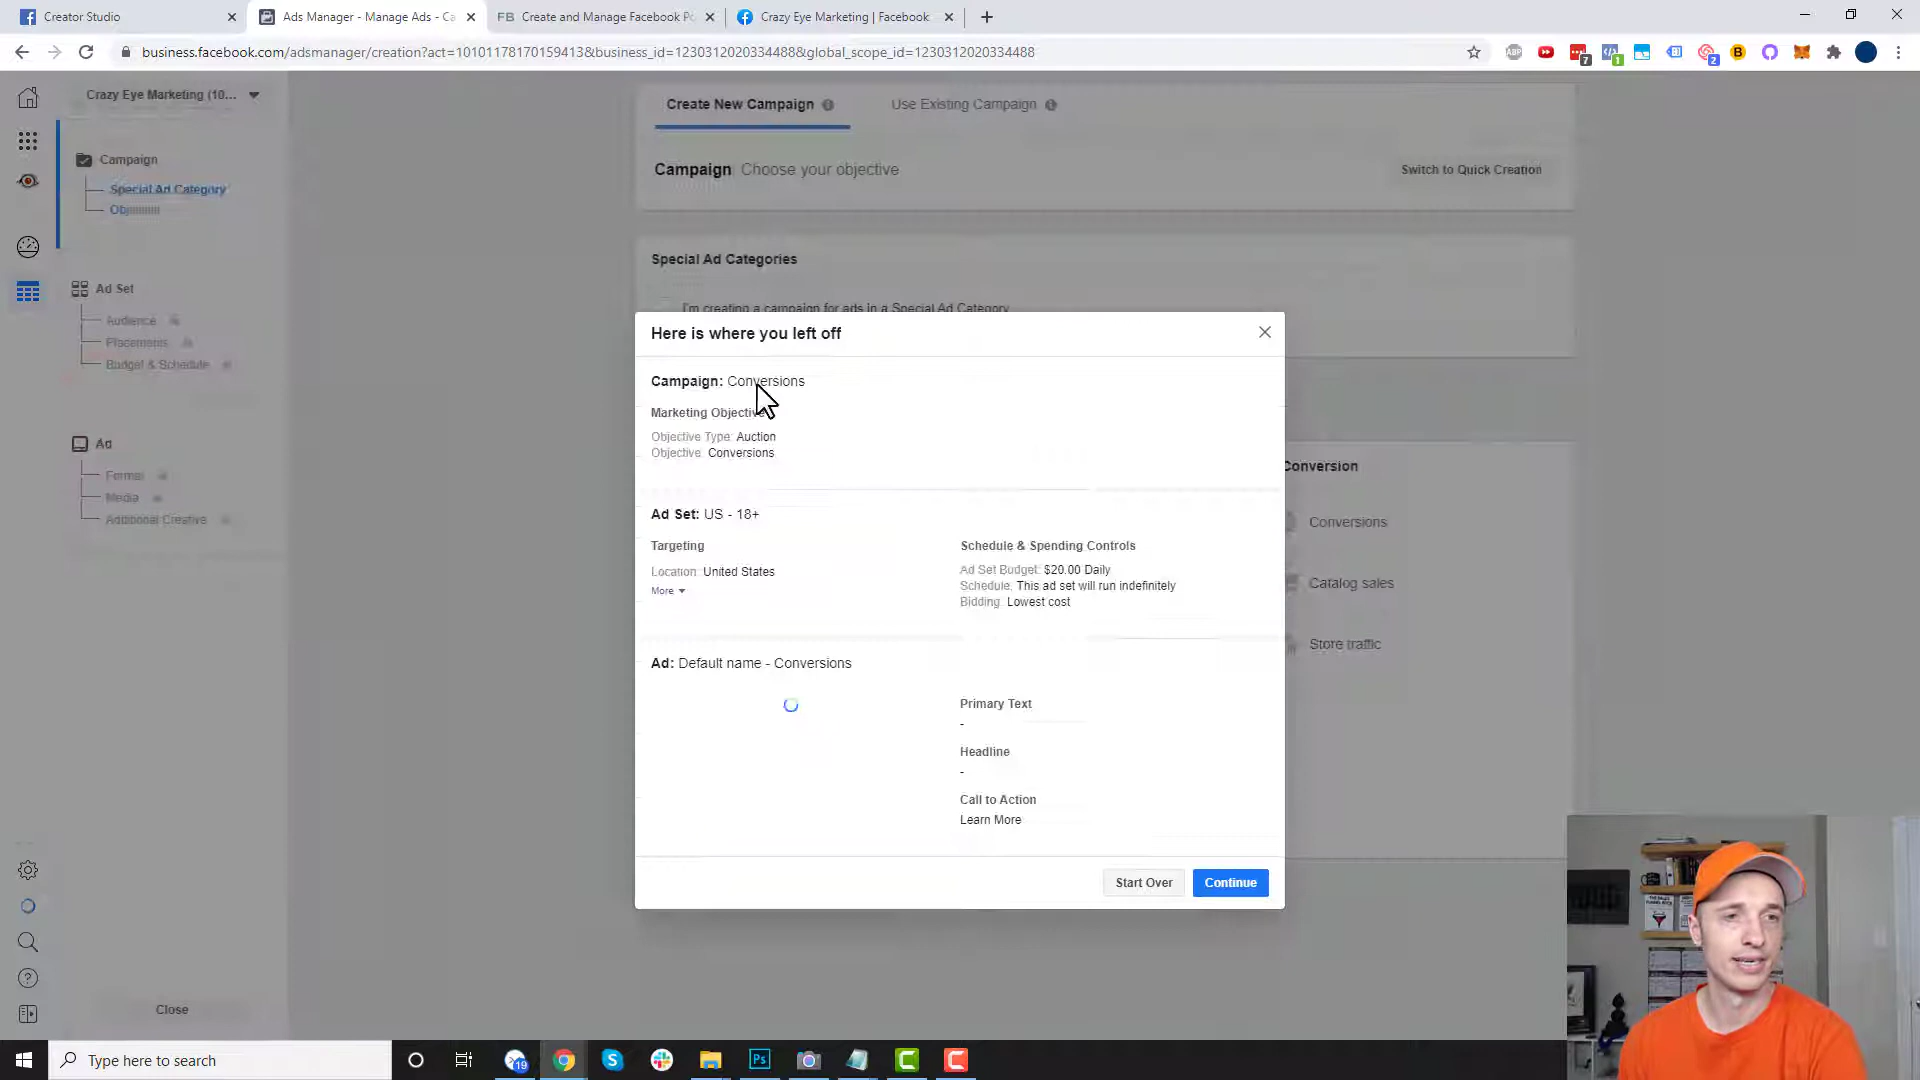 Creator Studio
Ads Manager - Manage Ads - Ca
FB Create and Manage Facebook Po
Crazy Eye Marketing | Facebook
business.facebook.com/adsmanager/creation?act=10101178170159413&business_id=1230312020334488&global_scope_id=1230312020334488
ABP
7
1
2
B
Crazy Eye Marketing (10...
Create New Campaign
Use Existing Campaign
Campaign
Campaign Choose your objective
Switch to Quick Creation
Special Ad Category
Special Ad Categories
Ad Set
I'm creating a campaign for ads in a Special Ad Category
Audience
Placements
Budget & Schedule
Here is where you left off
Campaign: Conversions
Marketing Objective
Objective Type: Auction
Objective: Conversions
Ad
Format
Media
Additional Creative
Conversion
Conversions
Catalog sales
Store traffic
Ad Set: US - 18+
Targeting
Location: United States
More
Schedule & Spending Controls
Ad Set Budget: $20.00 Daily
Schedule: This ad set will run indefinitely
Bidding: Lowest cost
Ad: Default name - Conversions
Primary Text
-
Headline
-
Call to Action
Learn More
Start Over
Continue
Close
Type here to search
19
Ps